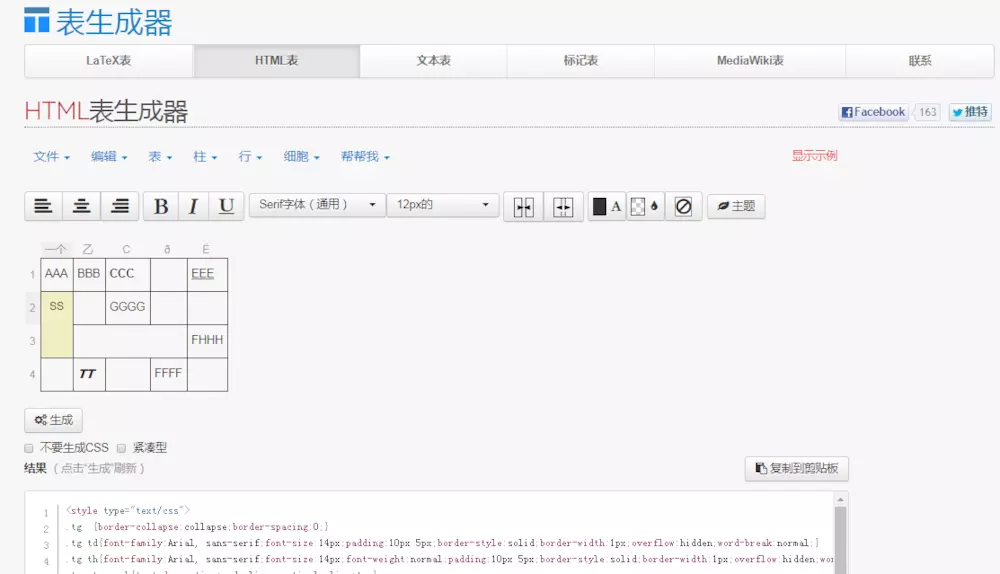 表生成器
LaTeX表 HTML表 文本表 标记表 MediaWiki表 联系
HTML表生成器 Facebook 163 推特
文件 编辑 表 柱 行 细胞 帮帮我 显示示例
B I U Serif字体（通用） 12px的 A 主题
一个 乙 C ð É
1 AAA BBB CCC EEE
2 SS GGGG
3 FHHH
4 TT FFFF
生成
不要生成CSS 紧凑型
结果（点击“生成”刷新） 复制到剪贴板
1 <style type="text/css">
2 .tg {border-collapse:collapse;border-spacing:0;}
3 .tg td{font-family:Arial, sans-serif;font-size:14px;padding:10px 5px;border-style:solid;border-width:1px;overflow:hidden;word-break:normal;}
4 .tg th{font-family:Arial, sans-serif;font-size:14px;font-weight:normal;padding:10px 5px;border-style:solid;border-width:1px;overflow:hidden;wor